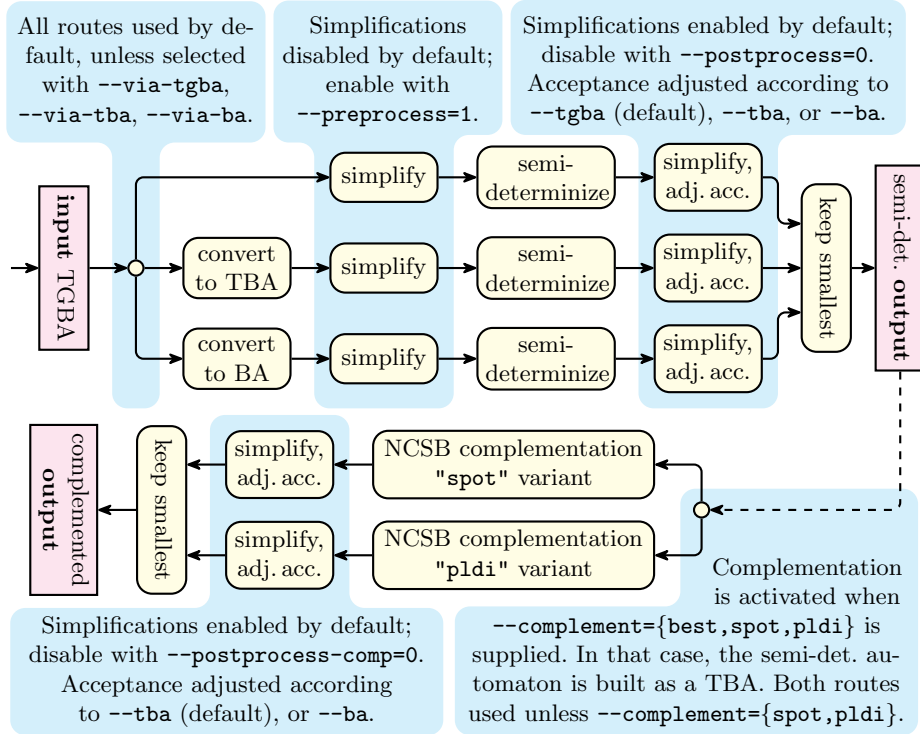 All routes used by de-
fault, unless selected
with --via-tgba,
--via-tba, --via-ba.
Simplifications
disabled by default;
enable with
--preprocess=1.
Simplifications enabled by default;
disable with --postprocess=0.
Acceptance adjusted according to
--tgba (default), --tba, or --ba.
input TGBA
simplify
semi-
determinize
simplify,
adj. acc.
convert
to TBA
simplify
semi-
determinize
simplify,
adj. acc.
convert
to BA
simplify
semi-
determinize
simplify,
adj. acc.
keep smallest
semi-det. output
complemented
output
keep smallest
simplify,
adj. acc.
NCSB complementation
"spot" variant
simplify,
adj. acc.
NCSB complementation
"pldi" variant
Simplifications enabled by default;
disable with --postprocess-comp=0.
Acceptance adjusted according
to --tba (default), or --ba.
Complementation
is activated when
--complement={best,spot,pldi} is
supplied. In that case, the semi-det. au-
tomaton is built as a TBA. Both routes
used unless --complement={spot,pldi}.